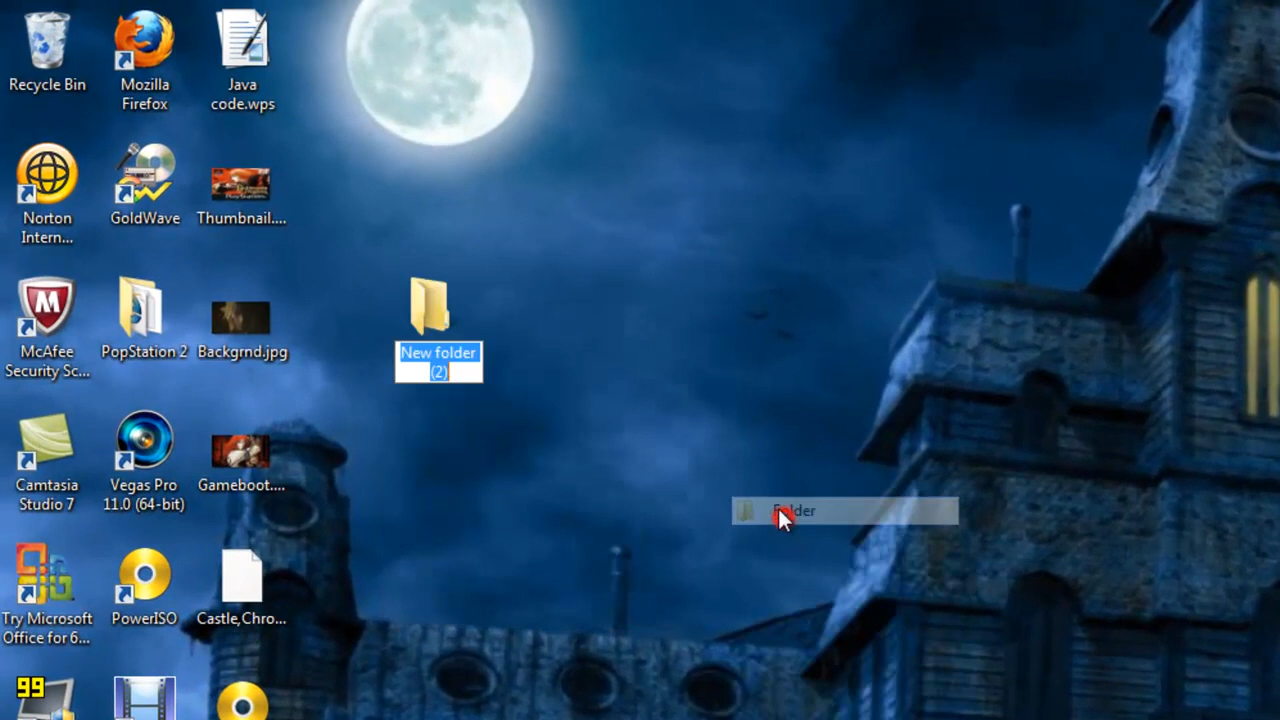 Recycle Bin
Mozilla
Firefox
Java
code.wps
Norton
Intern...
GoldWave
Thumbnail....
McAfee
Security Sc...
PopStation 2
Backgrnd.jpg
New folder
(2)
Camtasia
Studio 7
Vegas Pro
11.0 (64-bit)
Gameboot....
Folder
Try Microsoft
Office for 6...
PowerISO
Castle,Chro...
99